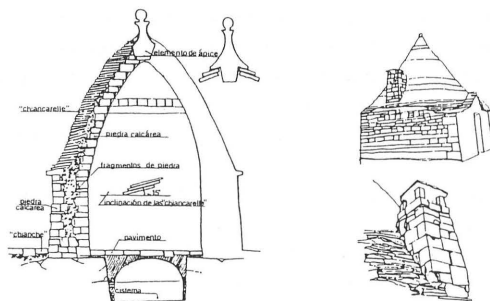 elemento de ápice
"chiancarelle"
piedra calcárea
fragmentos de piedra
15°
inclinación de las "chiancarelle"
piedra
calcárea
"chianche"
pavimento
cisterna